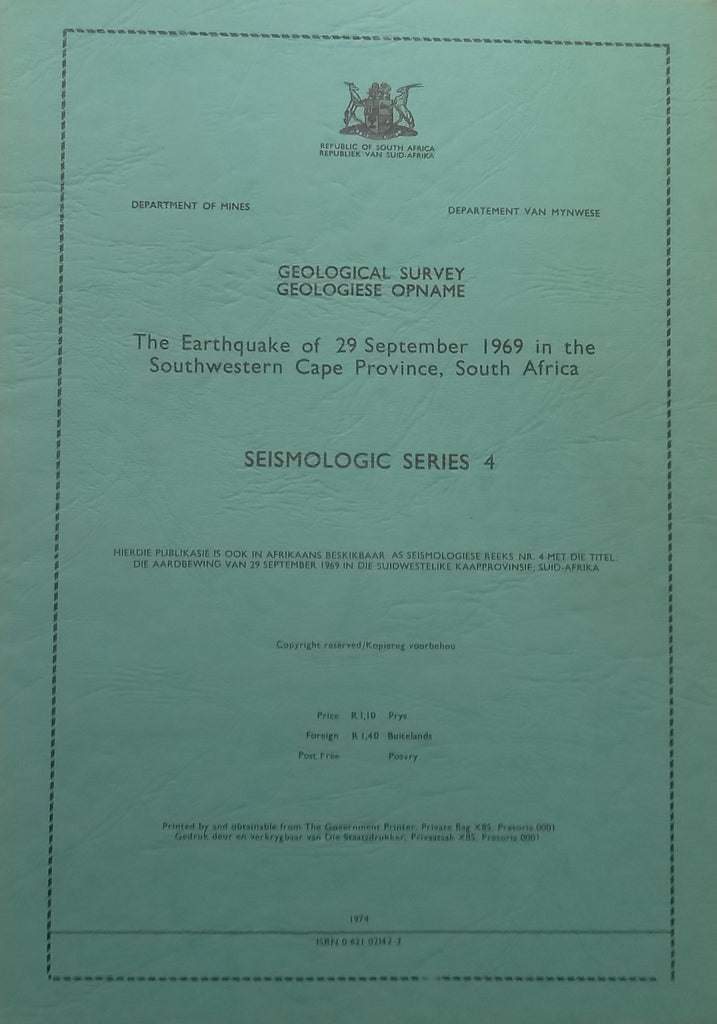 REPUBLIC OF SOUTH AFRICA
REPUBLIEK VAN SUID-AFRIKA
DEPARTMENT OF MINES
DEPARTEMENT VAN MYNWESE
GEOLOGICAL SURVEY
GEOLOGIESE OPNAME
The Earthquake of 29 September 1969 in the
Southwestern Cape Province, South Africa
SEISMOLOGIC SERIES 4
HIERDIE PUBLIKASIE IS OOK IN AFRIKAANS BESKIKBAAR AS SEISMOLOGIESE REEKS NR. 4 MET DIE TITEL:
DIE AARDBEWING VAN 29 SEPTEMBER 1969 IN DIE SUIDWESTELIKE KAAPPROVINSIE, SUID-AFRIKA
Copyright reserved/Kopiereg voorbehou
Price R 1,10 Prys
Foreign R 1,40 Buitelands
Post Free Posvry
Printed by and obtainable from The Government Printer, Private Bag X85, Pretoria 0001
Gedruk deur en verkrygbaar van Die Staatsdrukker, Privaatsak X85, Pretoria 0001
1974
ISBN 0 621 02142 7